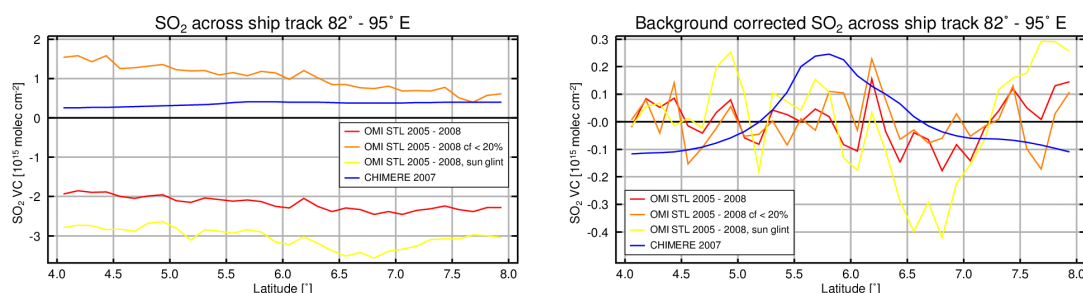 SO₂ across ship track 82˚ - 95˚ E
SO₂ VC [10¹⁵ molec cm⁻²]
2
1
0
-1
-2
-3
OMI STL 2005 - 2008
OMI STL 2005 - 2008 cf < 20%
OMI STL 2005 - 2008, sun glint
CHIMERE 2007
4.0 4.5 5.0 5.5 6.0 6.5 7.0 7.5 8.0
Latitude [˚]
Background corrected SO₂ across ship track 82˚ - 95˚ E
SO₂ VC [10¹⁵ molec cm⁻²]
0.3
0.2
0.1
-0.0
-0.1
-0.2
-0.3
-0.4
OMI STL 2005 - 2008
OMI STL 2005 - 2008 cf < 20%
OMI STL 2005 - 2008, sun glint
CHIMERE 2007
4.0 4.5 5.0 5.5 6.0 6.5 7.0 7.5 8.0
Latitude [˚]